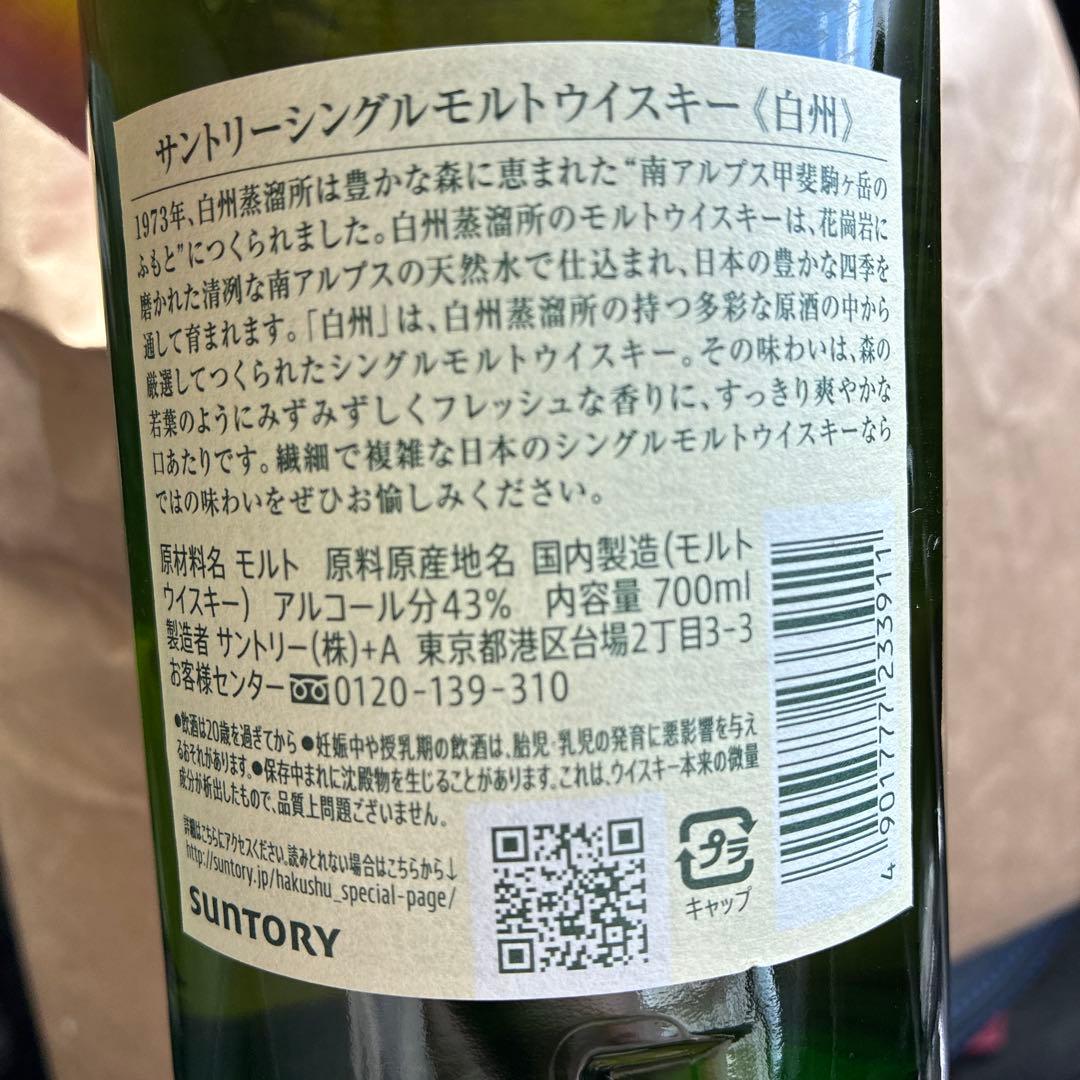 サントリーシングルモルトウイスキー《白州》
1973年、白州蒸溜所は豊かな森に恵まれた“南アルプス甲斐駒ヶ岳の
ふもと”につくられました。白州蒸溜所のモルトウイスキーは、花崗岩に
磨かれた清冽な南アルプスの天然水で仕込まれ、日本の豊かな四季を
通して育まれます。「白州」は、白州蒸溜所の持つ多彩な原酒の中から
厳選してつくられたシングルモルトウイスキー。その味わいは、森の
若葉のようにみずみずしくフレッシュな香りに、すっきり爽やかな
口あたりです。繊細で複雑な日本のシングルモルトウイスキーなら
ではの味わいをぜひお愉しみください。
原材料名 モルト 原料原産地名 国内製造(モルト
ウイスキー) アルコール分43% 内容量 700ml
製造者 サントリー(株)+A 東京都港区台場2丁目3-3
お客様センター 0120-139-310
●飲酒は20歳を過ぎてから ●妊娠中や授乳期の飲酒は、胎児・乳児の発育に悪影響を与え
るおそれがあります。●保存中まれに沈殿物を生じることがあります。これは、ウイスキー本来の微量
成分が析出したもので、品質上問題ございません。
詳細はこちらにアクセスください。読みとれない場合はこちらから↓
http://suntory.jp/hakushu_special-page/
SUNTORY
プラ
キャップ
4 901777 233911